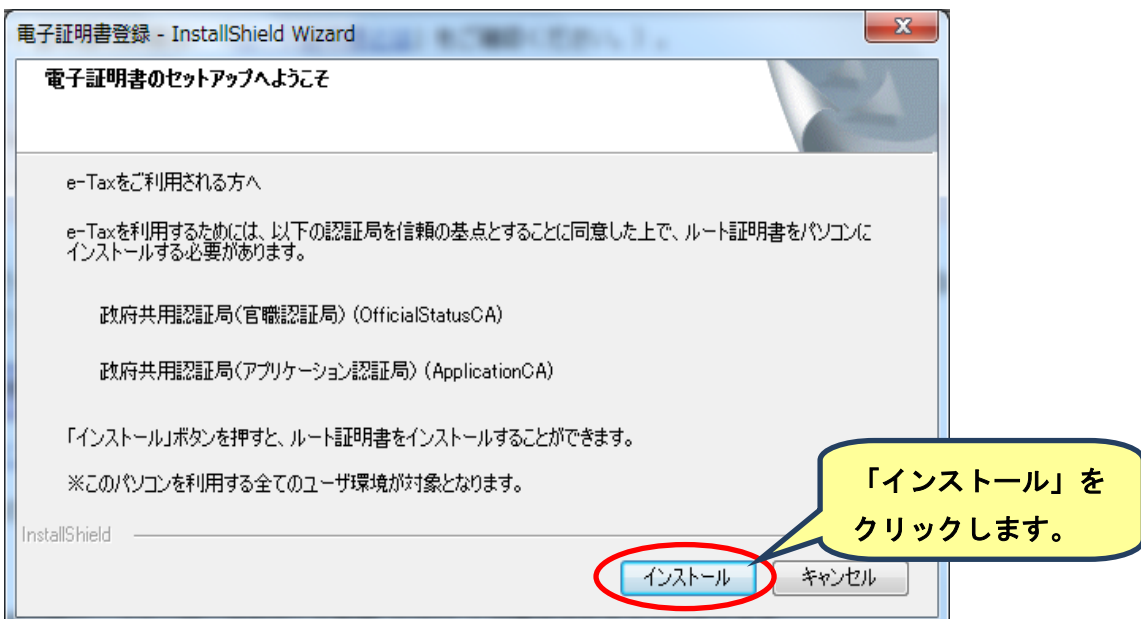 電子証明書登録 - InstallShield Wizard
電子証明書のセットアップへようこそ
e-Taxをご利用される方へ
e-Taxを利用するためには、以下の認証局を信頼の基点とすることに同意した上で、ルート証明書をパソコンに
インストールする必要があります。
政府共用認証局(官職認証局) (OfficialStatusCA)
政府共用認証局(アプリケーション認証局) (ApplicationCA)
「インストール」ボタンを押すと、ルート証明書をインストールすることができます。
※このパソコンを利用する全てのユーザ環境が対象となります。
「インストール」を
クリックします。
InstallShield
インストール
キャンセル